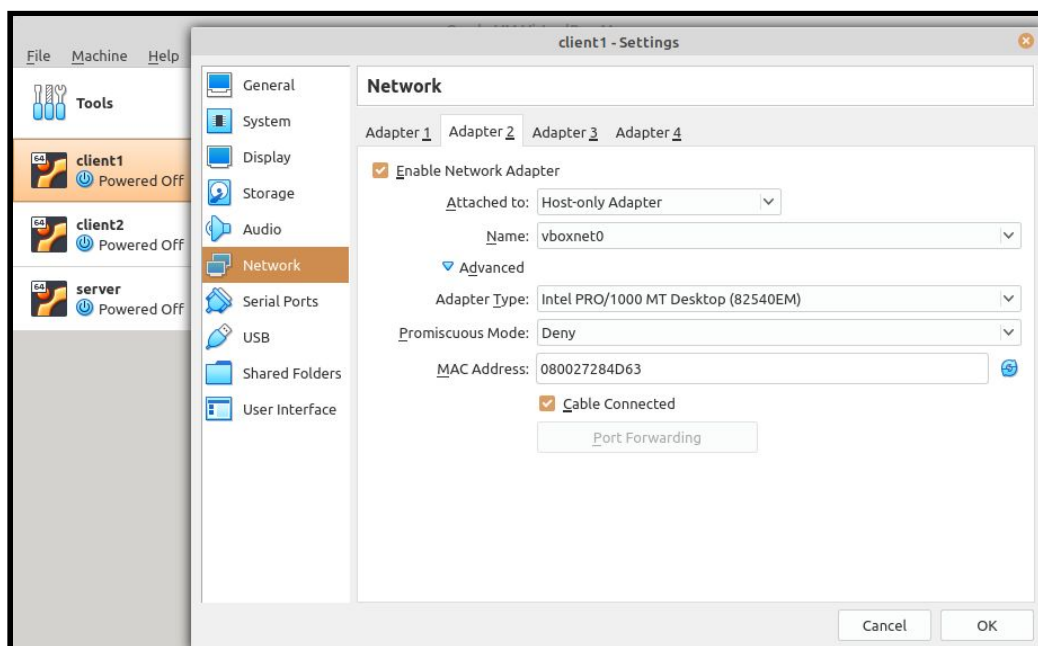 client1 - Settings
File Machine Help
Tools
64
client1
Powered Off
64
client2
Powered Off
64
server
Powered Off
General
System
Display
Storage
Audio
Network
Serial Ports
USB
Shared Folders
User Interface
Network
Adapter 1 Adapter 2 Adapter 3 Adapter 4
Enable Network Adapter
Attached to: Host-only Adapter
Name: vboxnet0
Advanced
Adapter Type: Intel PRO/1000 MT Desktop (82540EM)
Promiscuous Mode: Deny
MAC Address: 080027284D63
Cable Connected
Port Forwarding
Cancel OK